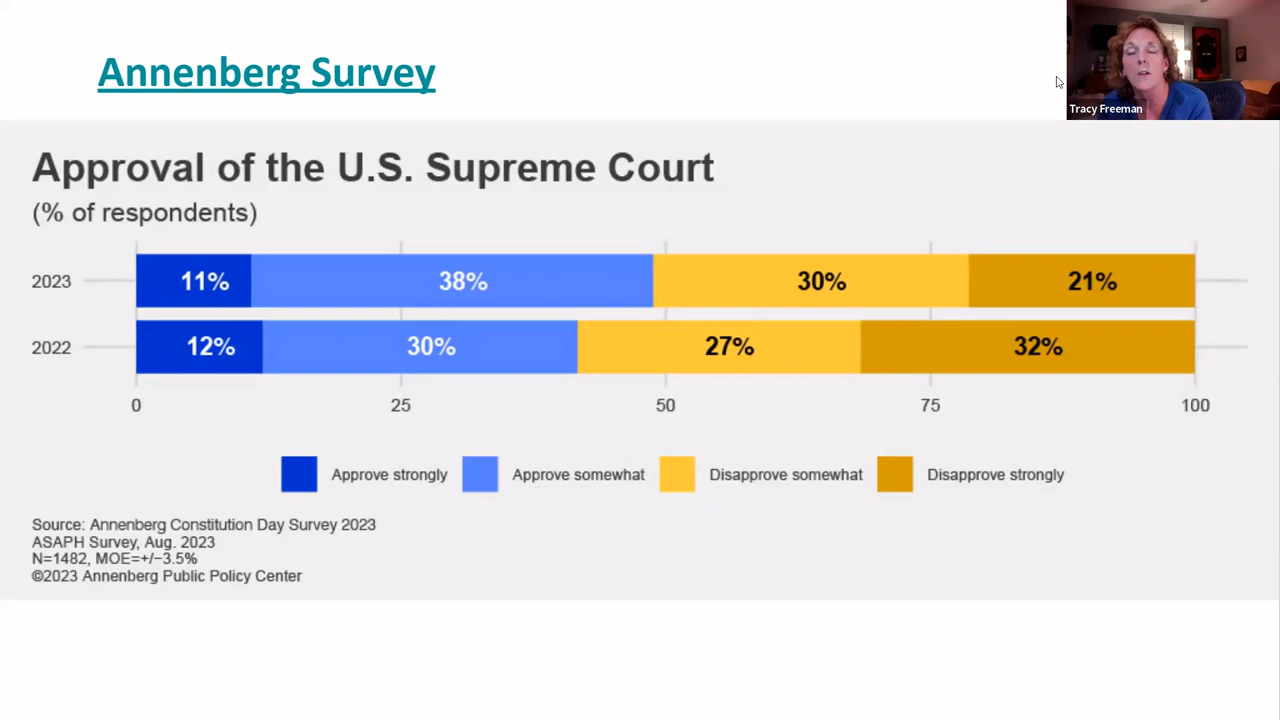 Annenberg Survey
Tracy Freeman
Approval of the U.S. Supreme Court
(% of respondents)
2023 11% 38% 30% 21%
2022 12% 30% 27% 32%
0 25 50 75 100
Approve strongly Approve somewhat Disapprove somewhat Disapprove strongly
Source: Annenberg Constitution Day Survey 2023
ASAPH Survey, Aug. 2023
N=1482, MOE=+/−3.5%
©2023 Annenberg Public Policy Center